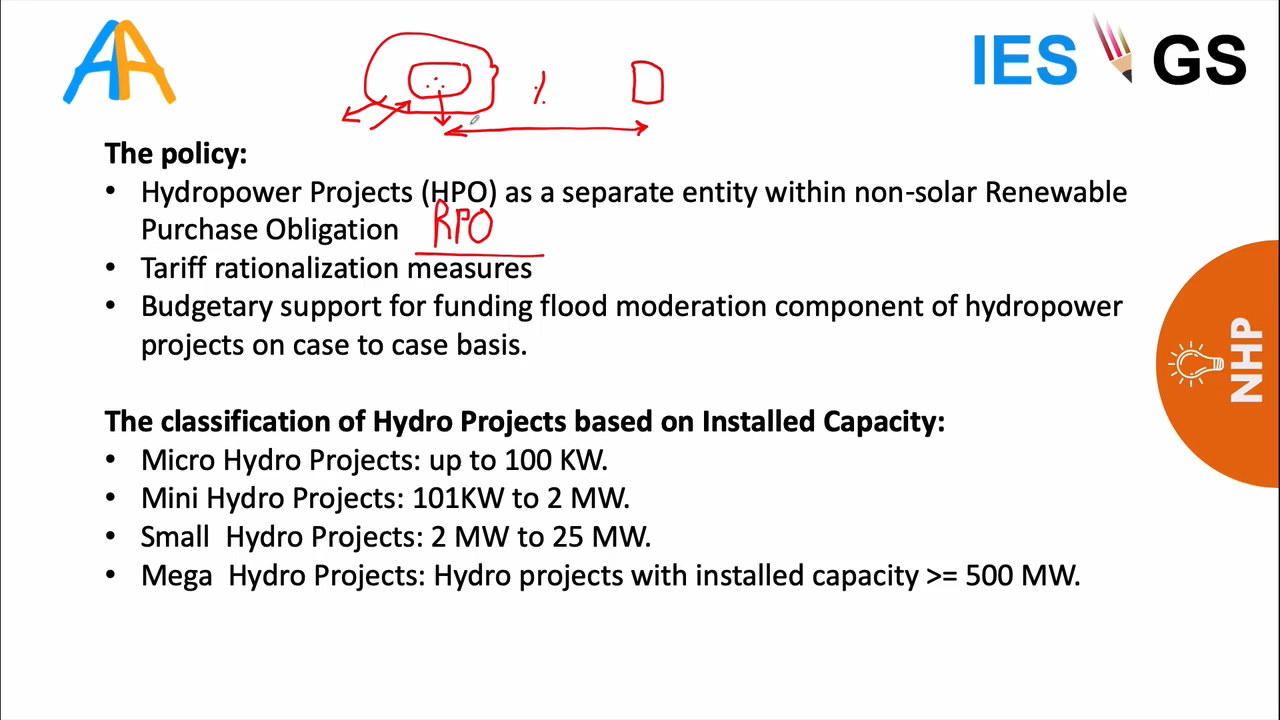 AA
IES GS
The policy:
• Hydropower Projects (HPO) as a separate entity within non-solar Renewable
Purchase Obligation RPO
• Tariff rationalization measures
• Budgetary support for funding flood moderation component of hydropower
projects on case to case basis.
NHP
The classification of Hydro Projects based on Installed Capacity:
• Micro Hydro Projects: up to 100 KW.
• Mini Hydro Projects: 101KW to 2 MW.
• Small Hydro Projects: 2 MW to 25 MW.
• Mega Hydro Projects: Hydro projects with installed capacity >= 500 MW.